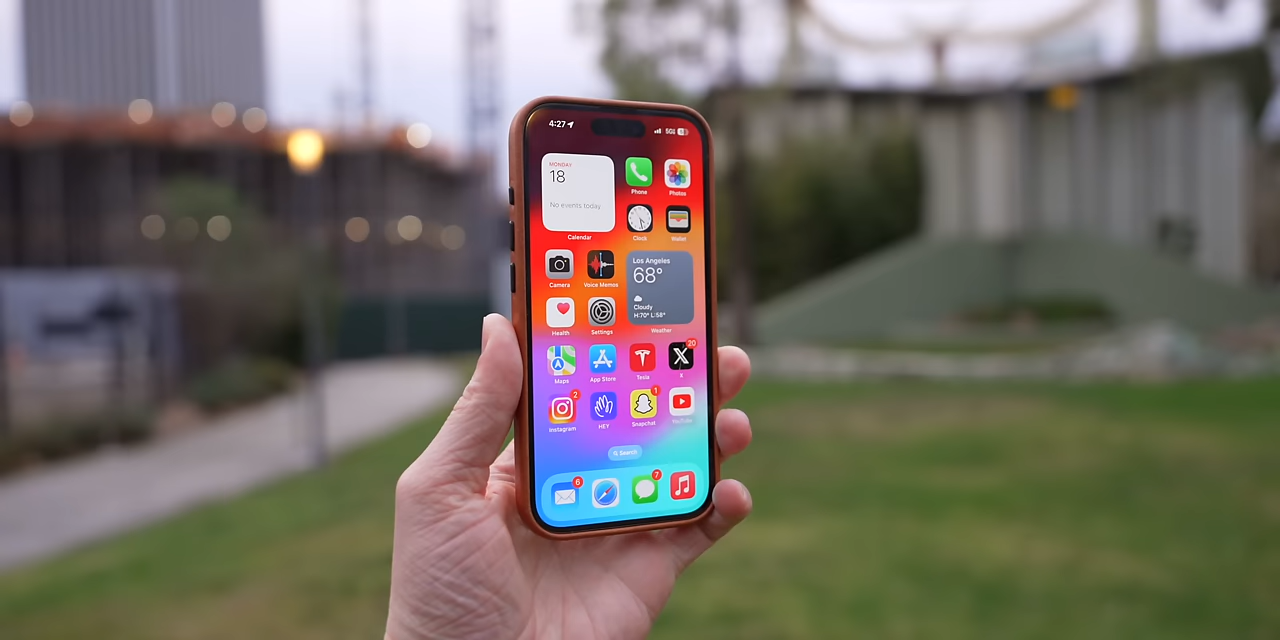 4:27
5G
MONDAY
18
No events today
Calendar
Phone
Photos
Clock
Wallet
Camera
Voice Memos
Los Angeles
68°
Cloudy
H:70° L:58°
Health
Settings
Weather
Maps
App Store
Tesla
20
X
2
Instagram
HEY
1
Snapchat
YouTube
Search
6
7